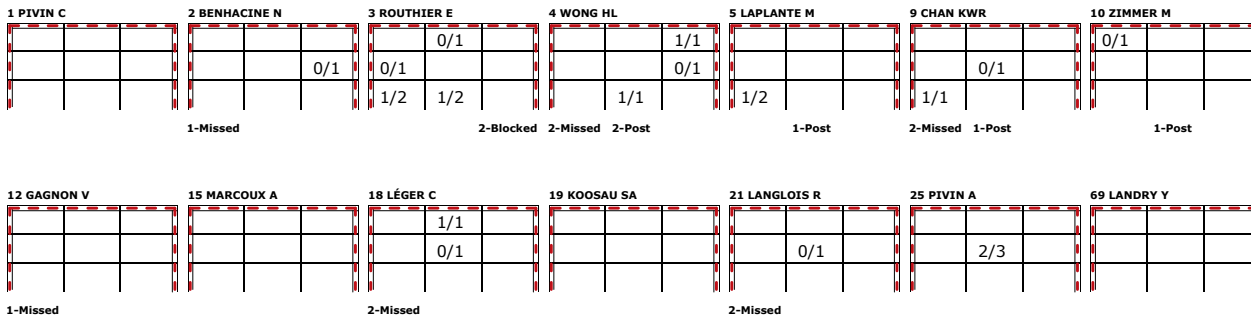 1 PIVIN C 2 BENHACINE N 3 ROUTHIER E 4 WONG HL 5 LAPLANTE M 9 CHAN KWR 10 ZIMMER M
0/1 1/1 0/1
0/1 0/1 0/1 0/1
1/2 1/2 1/1 1/2 1/1
1-Missed 2-Blocked 2-Missed 2-Post 1-Post 2-Missed 1-Post 1-Post
12 GAGNON V 15 MARCOUX A 18 LÉGER C 19 KOOSAU SA 21 LANGLOIS R 25 PIVIN A 69 LANDRY Y
1/1
0/1 0/1 2/3
1-Missed 2-Missed 2-Missed